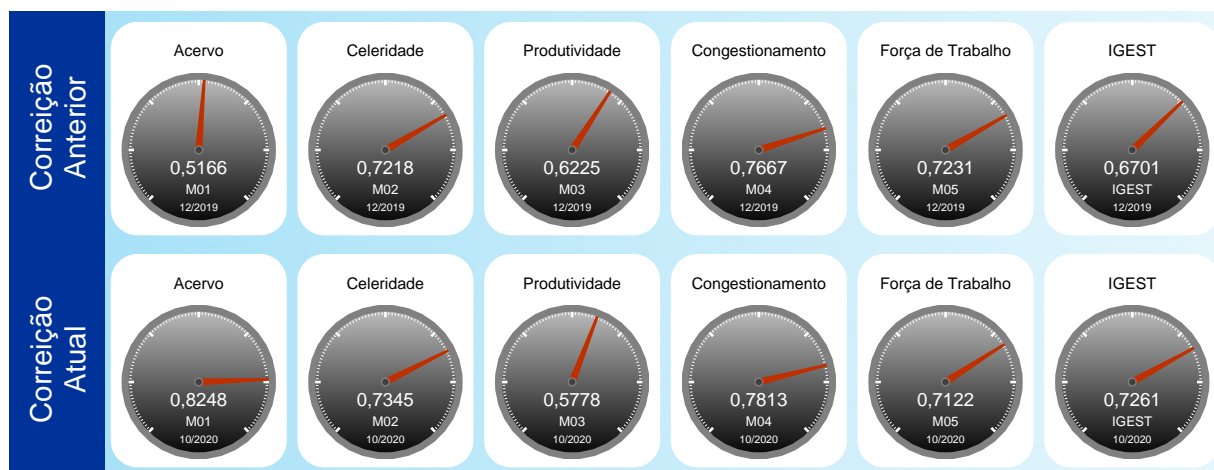 Correição
Anterior
Acervo
0,5166
M01
12/2019
Celeridade
0,7218
M02
12/2019
Produtividade
0,6225
M03
12/2019
Congestionamento
0,7667
M04
12/2019
Força de Trabalho
0,7231
M05
12/2019
IGEST
0,6701
IGEST
12/2019
Correição
Atual
Acervo
0,8248
M01
10/2020
Celeridade
0,7345
M02
10/2020
Produtividade
0,5778
M03
10/2020
Congestionamento
0,7813
M04
10/2020
Força de Trabalho
0,7122
M05
10/2020
IGEST
0,7261
IGEST
10/2020